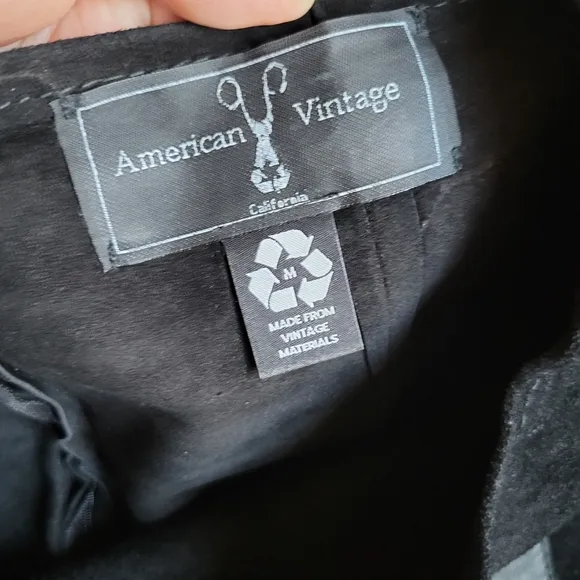 American Vintage
California
M
MADE FROM
VINTAGE
MATERIALS